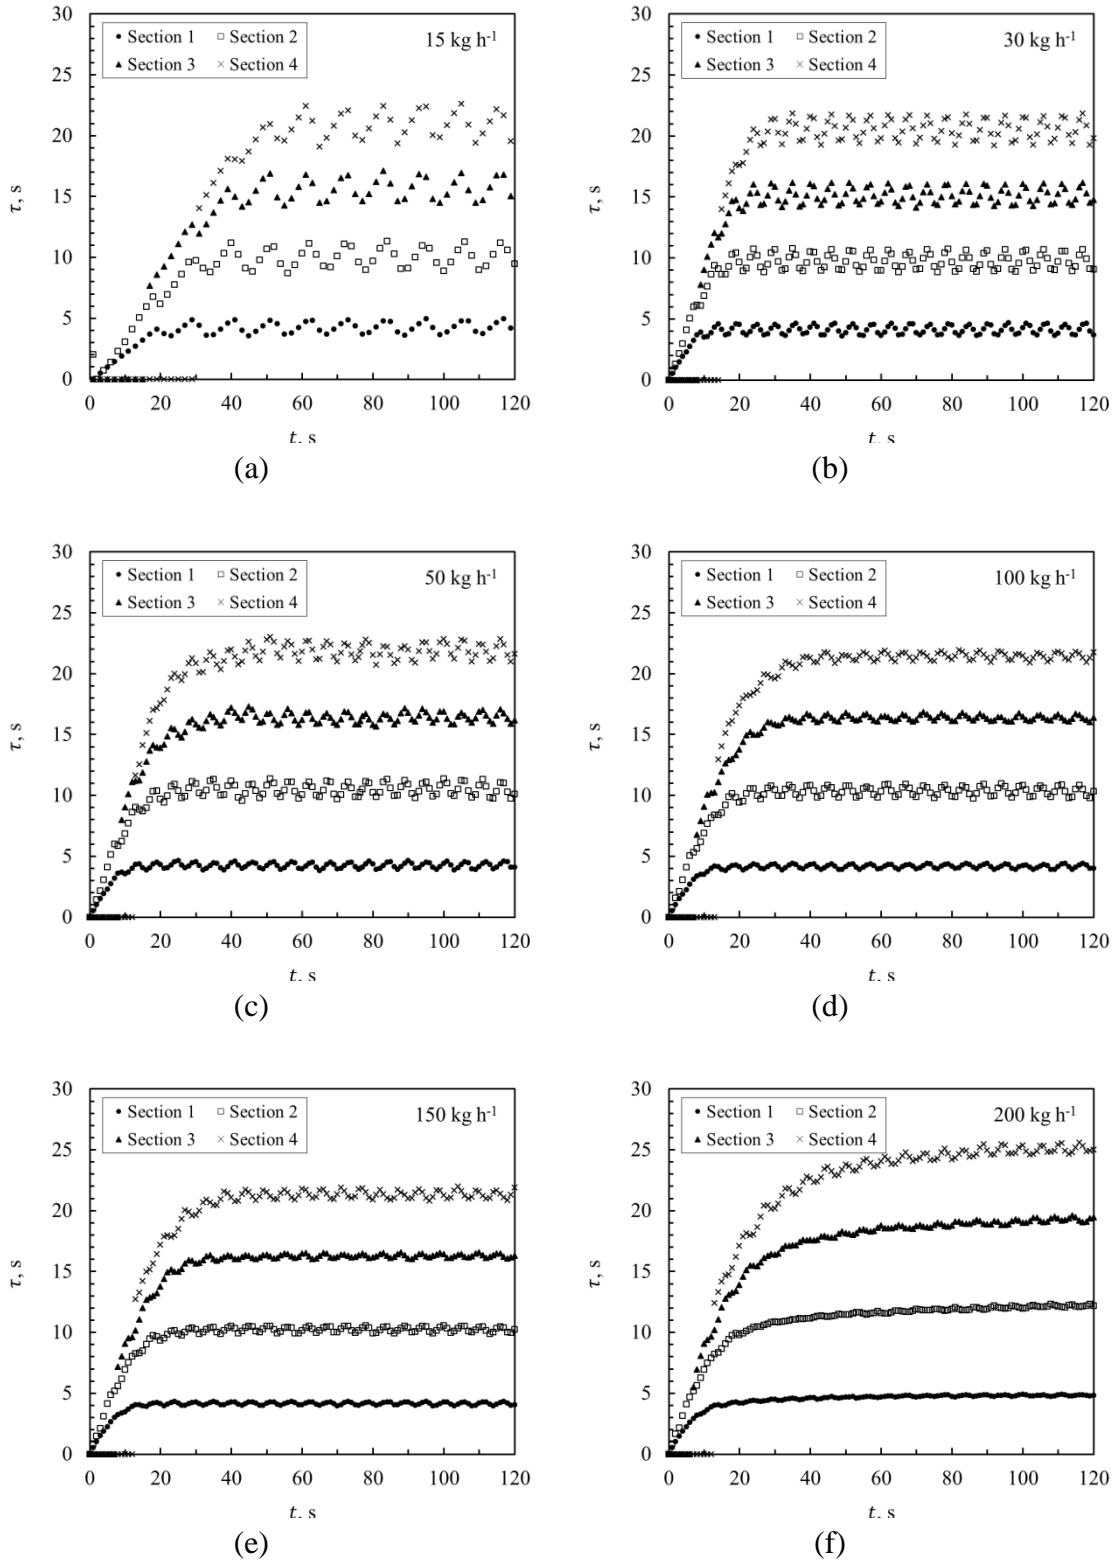 30
25
20
15
10
5
0
τ, s
Section 1 Section 2
Section 3 Section 4
15 kg h-1
0 20 40 60 80 100 120
t, s
(a)
30
25
20
15
10
5
0
τ, s
Section 1 Section 2
Section 3 Section 4
30 kg h-1
0 20 40 60 80 100 120
t, s
(b)
30
25
20
15
10
5
0
τ, s
Section 1 Section 2
Section 3 Section 4
50 kg h-1
0 20 40 60 80 100 120
t, s
(c)
30
25
20
15
10
5
0
τ, s
Section 1 Section 2
Section 3 Section 4
100 kg h-1
0 20 40 60 80 100 120
t, s
(d)
30
25
20
15
10
5
0
τ, s
Section 1 Section 2
Section 3 Section 4
150 kg h-1
0 20 40 60 80 100 120
t, s
(e)
30
25
20
15
10
5
0
τ, s
Section 1 Section 2
Section 3 Section 4
200 kg h-1
0 20 40 60 80 100 120
t, s
(f)